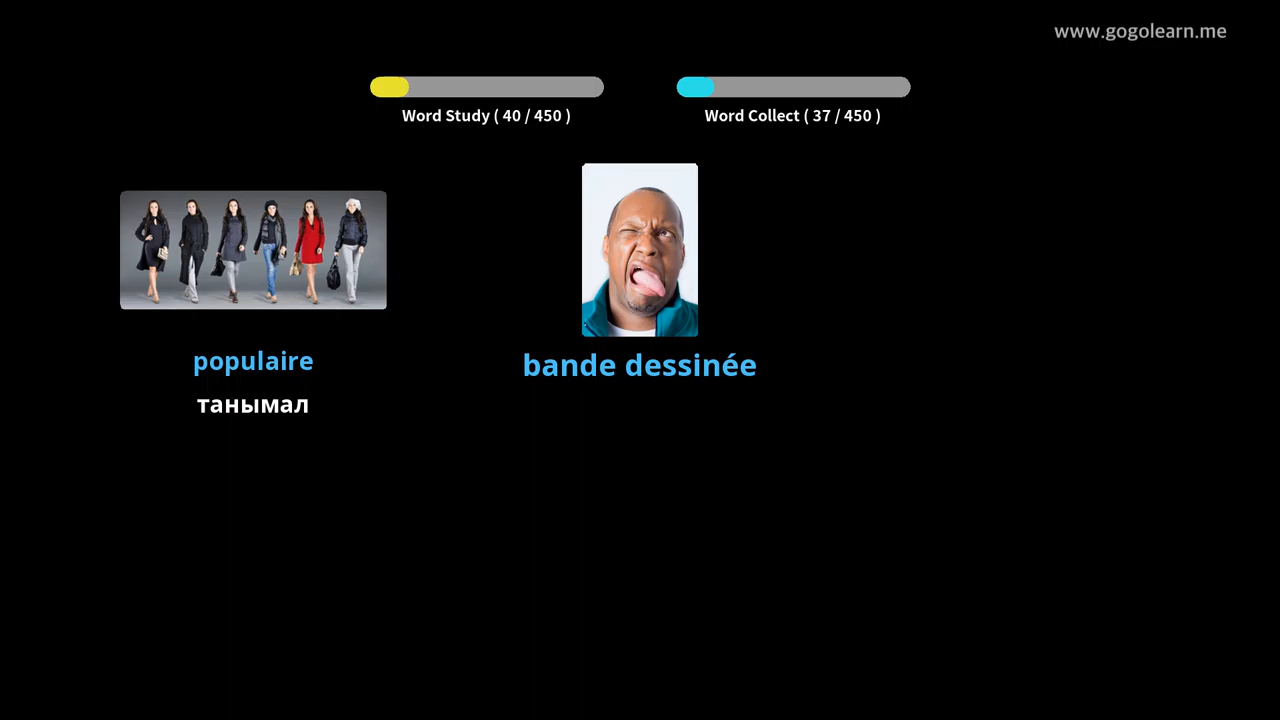 www.gogolearn.me
Word Study ( 40 / 450 )
Word Collect ( 37 / 450 )
populaire
танымал
bande dessinée